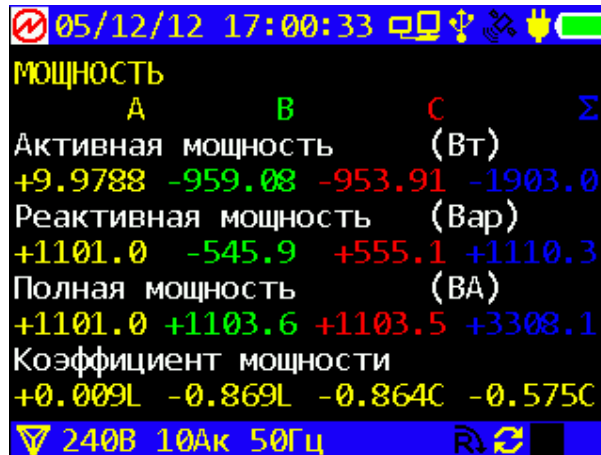 05/12/12 17:00:33
МОЩНОСТЬ
A B C Σ
Активная мощность (Вт)
+9.9788 -959.08 -953.91 -1903.0
Реактивная мощность (Вар)
+1101.0 -545.9 +555.1 +1110.3
Полная мощность (ВА)
+1101.0 +1103.6 +1103.5 +3308.1
Коэффициент мощности
+0.009L -0.869L -0.864C -0.575C
240В 10Ак 50Гц R